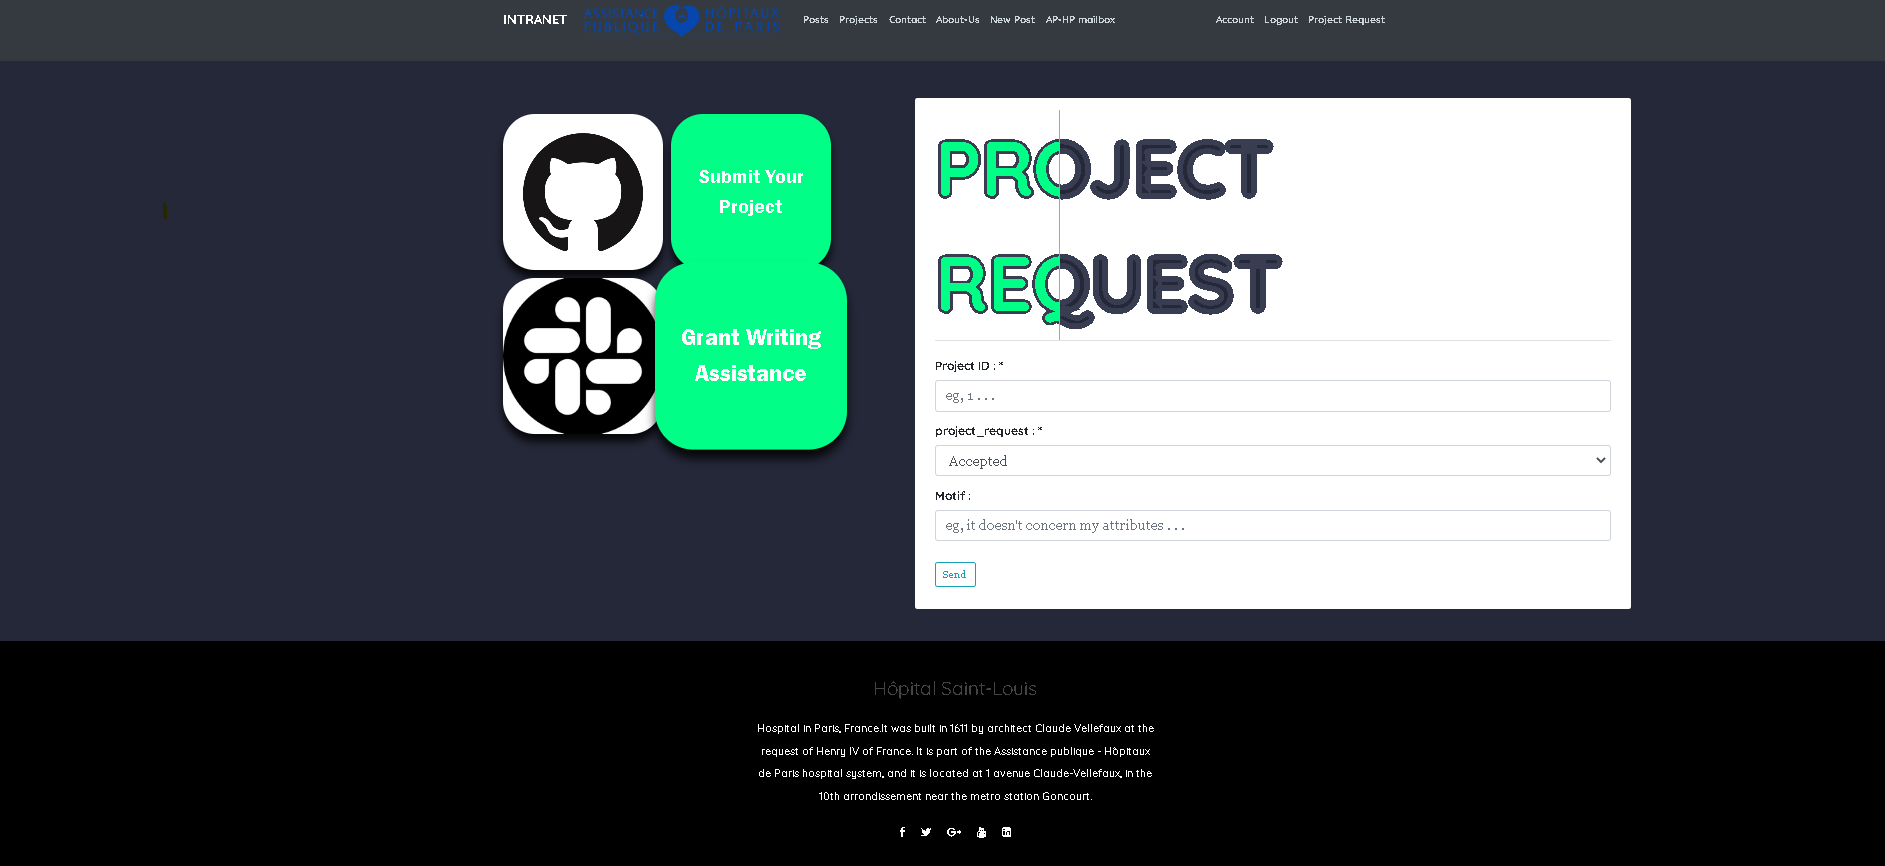 INTRANET
ASSISTANCE HÔPITAUX
PUBLIQUE DE PARIS
Posts Projects Contact About-Us New Post AP-HP mailbox Account Logout Project Request
Submit Your
Project
Grant Writing
Assistance
PROJECT
REQUEST
Project ID : *
eg, 1 . . .
project_request : *
Accepted
Motif :
eg, it doesn't concern my attributes . . .
Send
Hôpital Saint-Louis
Hospital in Paris, France.It was built in 1611 by architect Claude Vellefaux at the
request of Henry IV of France. It is part of the Assistance publique - Hôpitaux
de Paris hospital system, and it is located at 1 avenue Claude-Vellefaux, in the
10th arrondissement near the metro station Goncourt.